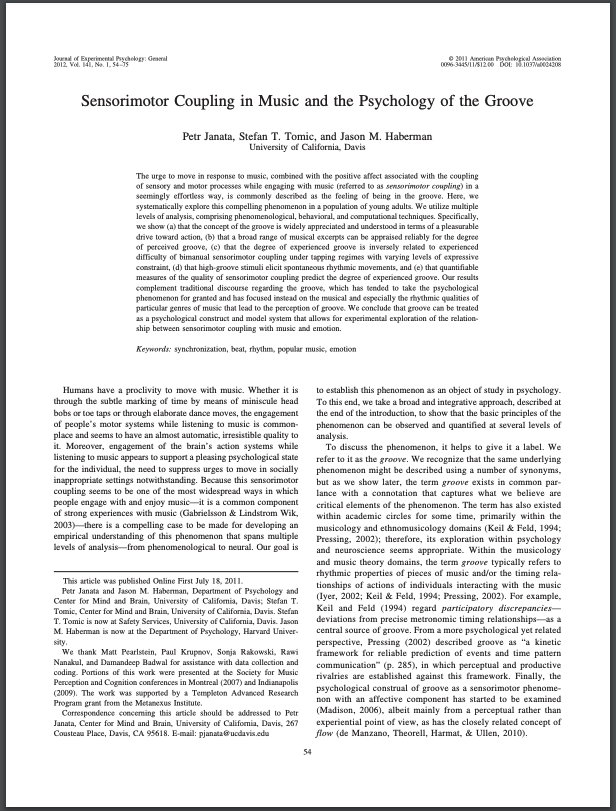 Journal of Experimental Psychology: General
2012, Vol. 141, No. 1, 54–75
© 2011 American Psychological Association
0096-3445/11/$12.00 DOI: 10.1037/a0024208
Sensorimotor Coupling in Music and the Psychology of the Groove
Petr Janata, Stefan T. Tomic, and Jason M. Haberman
University of California, Davis
The urge to move in response to music, combined with the positive affect associated with the coupling
of sensory and motor processes while engaging with music (referred to as sensorimotor coupling) in a
seemingly effortless way, is commonly described as the feeling of being in the groove. Here, we
systematically explore this compelling phenomenon in a population of young adults. We utilize multiple
levels of analysis, comprising phenomenological, behavioral, and computational techniques. Specifically,
we show (a) that the concept of the groove is widely appreciated and understood in terms of a pleasurable
drive toward action, (b) that a broad range of musical excerpts can be appraised reliably for the degree
of perceived groove, (c) that the degree of experienced groove is inversely related to experienced
difficulty of bimanual sensorimotor coupling under tapping regimes with varying levels of expressive
constraint, (d) that high-groove stimuli elicit spontaneous rhythmic movements, and (e) that quantifiable
measures of the quality of sensorimotor coupling predict the degree of experienced groove. Our results
complement traditional discourse regarding the groove, which has tended to take the psychological
phenomenon for granted and has focused instead on the musical and especially the rhythmic qualities of
particular genres of music that lead to the perception of groove. We conclude that groove can be treated
as a psychological construct and model system that allows for experimental exploration of the relation-
ship between sensorimotor coupling with music and emotion.
Keywords: synchronization, beat, rhythm, popular music, emotion
Humans have a proclivity to move with music. Whether it is
through the subtle marking of time by means of miniscule head
bobs or toe taps or through elaborate dance moves, the engagement
of people's motor systems while listening to music is common-
place and seems to have an almost automatic, irresistible quality to
it. Moreover, engagement of the brain's action systems while
listening to music appears to support a pleasing psychological state
for the individual, the need to suppress urges to move in socially
inappropriate settings notwithstanding. Because this sensorimotor
coupling seems to be one of the most widespread ways in which
people engage with and enjoy music—it is a common component
of strong experiences with music (Gabrielsson & Lindstrom Wik,
2003)—there is a compelling case to be made for developing an
empirical understanding of this phenomenon that spans multiple
levels of analysis—from phenomenological to neural. Our goal is
This article was published Online First July 18, 2011.
Petr Janata and Jason M. Haberman, Department of Psychology and
Center for Mind and Brain, University of California, Davis; Stefan T.
Tomic, Center for Mind and Brain, University of California, Davis. Stefan
T. Tomic is now at Safety Services, University of California, Davis. Jason
M. Haberman is now at the Department of Psychology, Harvard Univer-
sity.
We thank Matt Pearlstein, Paul Krupnov, Sonja Rakowski, Rawi
Nanakul, and Damandeep Badwal for assistance with data collection and
coding. Portions of this work were presented at the Society for Music
Perception and Cognition conferences in Montreal (2007) and Indianapolis
(2009). The work was supported by a Templeton Advanced Research
Program grant from the Metanexus Institute.
Correspondence concerning this article should be addressed to Petr
Janata, Center for Mind and Brain, University of California, Davis, 267
Cousteau Place, Davis, CA 95618. E-mail: pjanata@ucdavis.edu
to establish this phenomenon as an object of study in psychology.
To this end, we take a broad and integrative approach, described at
the end of the introduction, to show that the basic principles of the
phenomenon can be observed and quantified at several levels of
analysis.
To discuss the phenomenon, it helps to give it a label. We
refer to it as the groove. We recognize that the same underlying
phenomenon might be described using a number of synonyms,
but as we show later, the term groove exists in common par-
lance with a connotation that captures what we believe are
critical elements of the phenomenon. The term has also existed
within academic circles for some time, primarily within the
musicology and ethnomusicology domains (Keil & Feld, 1994;
Pressing, 2002); therefore, its exploration within psychology
and neuroscience seems appropriate. Within the musicology
and music theory domains, the term groove typically refers to
rhythmic properties of pieces of music and/or the timing rela-
tionships of actions of individuals interacting with the music
(Iyer, 2002; Keil & Feld, 1994; Pressing, 2002). For example,
Keil and Feld (1994) regard participatory discrepancies—
deviations from precise metronomic timing relationships—as a
central source of groove. From a more psychological yet related
perspective, Pressing (2002) described groove as "a kinetic
framework for reliable prediction of events and time pattern
communication" (p. 285), in which perceptual and productive
rivalries are established against this framework. Finally, the
psychological construal of groove as a sensorimotor phenome-
non with an affective component has started to be examined
(Madison, 2006), albeit mainly from a perceptual rather than
experiential point of view, as has the closely related concept of
flow (de Manzano, Theorell, Harmat, & Ullen, 2010).
54